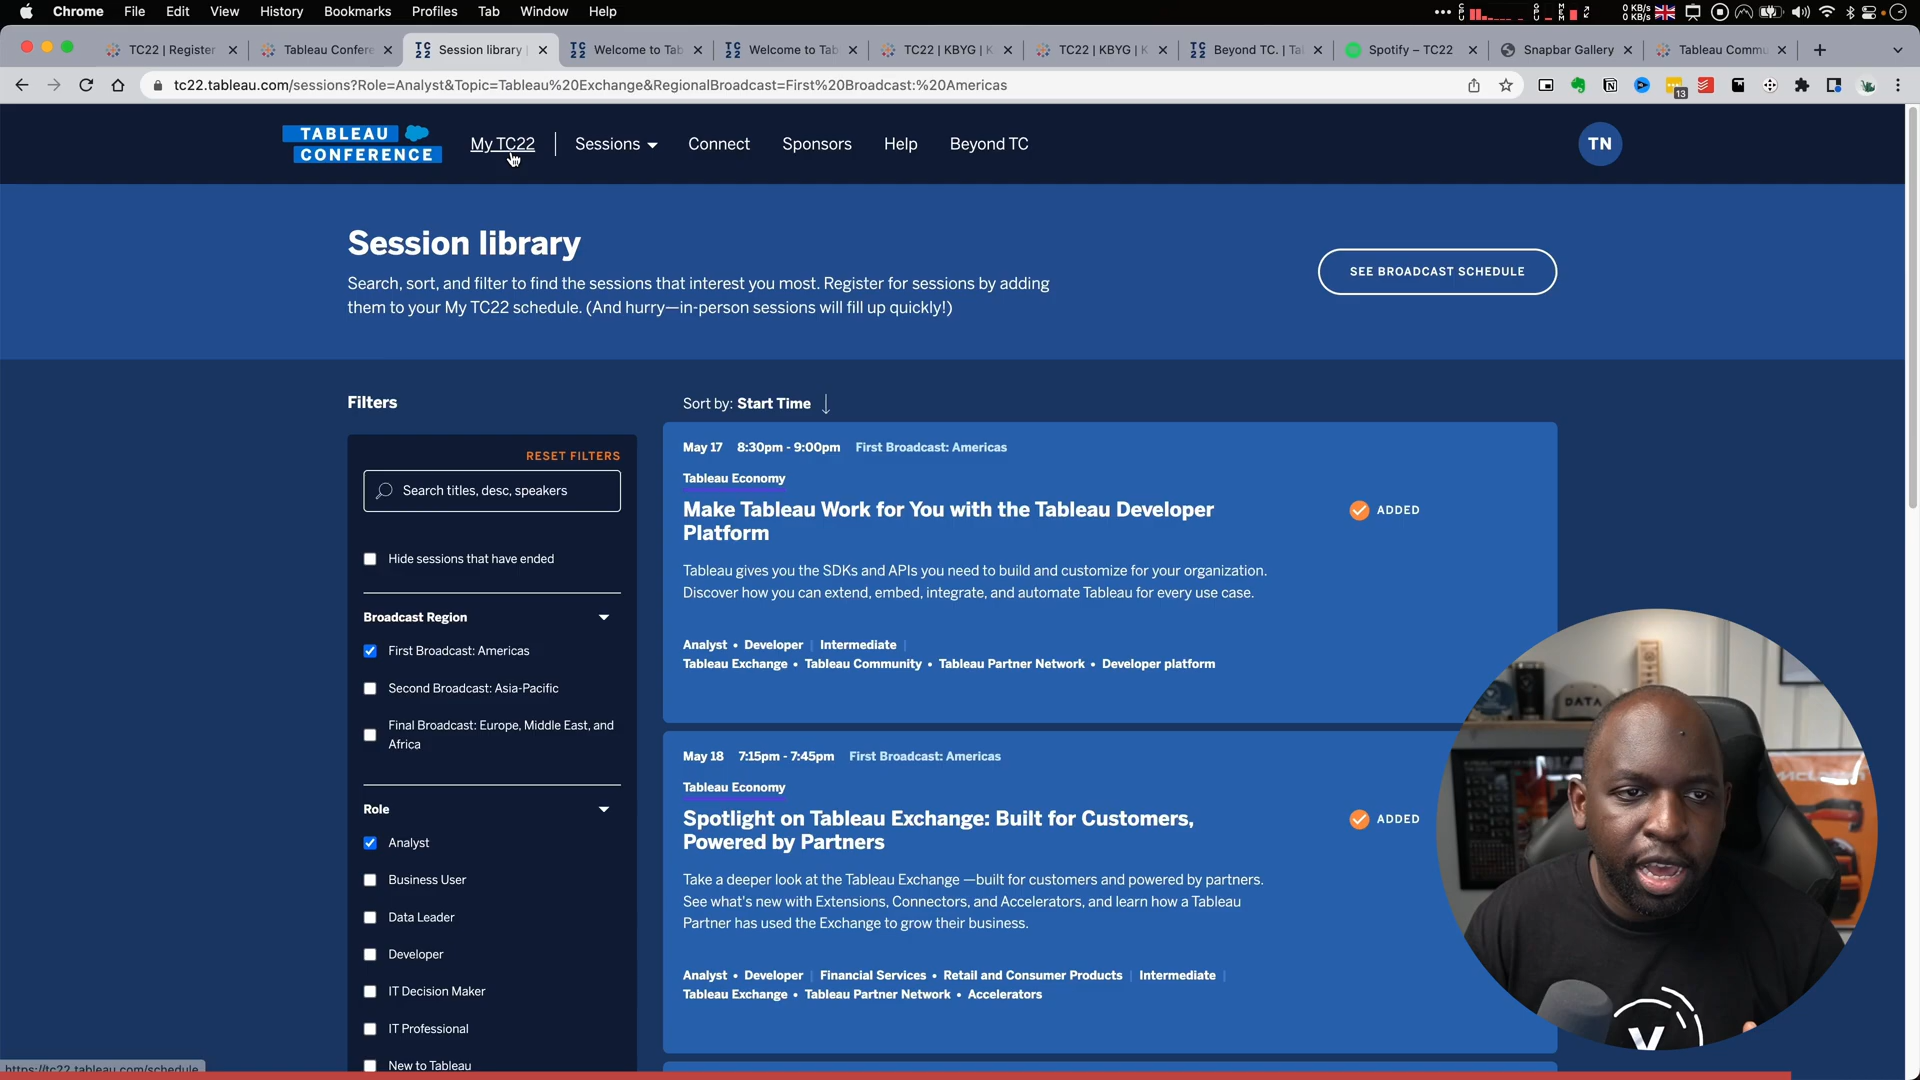 Chrome File Edit View History Bookmarks Profiles Tab Window Help
0 KB/s
0 KB/s
TC22 | Register
Tableau Confere
Session library
Welcome to Tab
Welcome to Tab
TC22 | KBYG | K
TC22 | KBYG | K
Beyond TC. | Ta
Spotify – TC22
Snapbar Gallery
Tableau Commu
tc22.tableau.com/sessions?Role=Analyst&Topic=Tableau%20Exchange&RegionalBroadcast=First%20Broadcast:%20Americas
13
TABLEAU
CONFERENCE
My TC22 Sessions Connect Sponsors Help Beyond TC
TN
Session library
Search, sort, and filter to find the sessions that interest you most. Register for sessions by adding
them to your My TC22 schedule. (And hurry—in-person sessions will fill up quickly!)
SEE BROADCAST SCHEDULE
Filters
RESET FILTERS
Search titles, desc, speakers
Hide sessions that have ended
Broadcast Region
First Broadcast: Americas
Second Broadcast: Asia-Pacific
Final Broadcast: Europe, Middle East, and
Africa
Role
Analyst
Business User
Data Leader
Developer
IT Decision Maker
IT Professional
New to Tableau
Sort by: Start Time
May 17 8:30pm - 9:00pm First Broadcast: Americas
Tableau Economy
Make Tableau Work for You with the Tableau Developer
Platform
ADDED
Tableau gives you the SDKs and APIs you need to build and customize for your organization.
Discover how you can extend, embed, integrate, and automate Tableau for every use case.
Analyst • Developer | Intermediate |
Tableau Exchange • Tableau Community • Tableau Partner Network • Developer platform
May 18 7:15pm - 7:45pm First Broadcast: Americas
Tableau Economy
Spotlight on Tableau Exchange: Built for Customers,
Powered by Partners
ADDED
Take a deeper look at the Tableau Exchange —built for customers and powered by partners.
See what's new with Extensions, Connectors, and Accelerators, and learn how a Tableau
Partner has used the Exchange to grow their business.
Analyst • Developer | Financial Services • Retail and Consumer Products | Intermediate |
Tableau Exchange • Tableau Partner Network • Accelerators
DATA
https://tc22.tableau.com/schedule